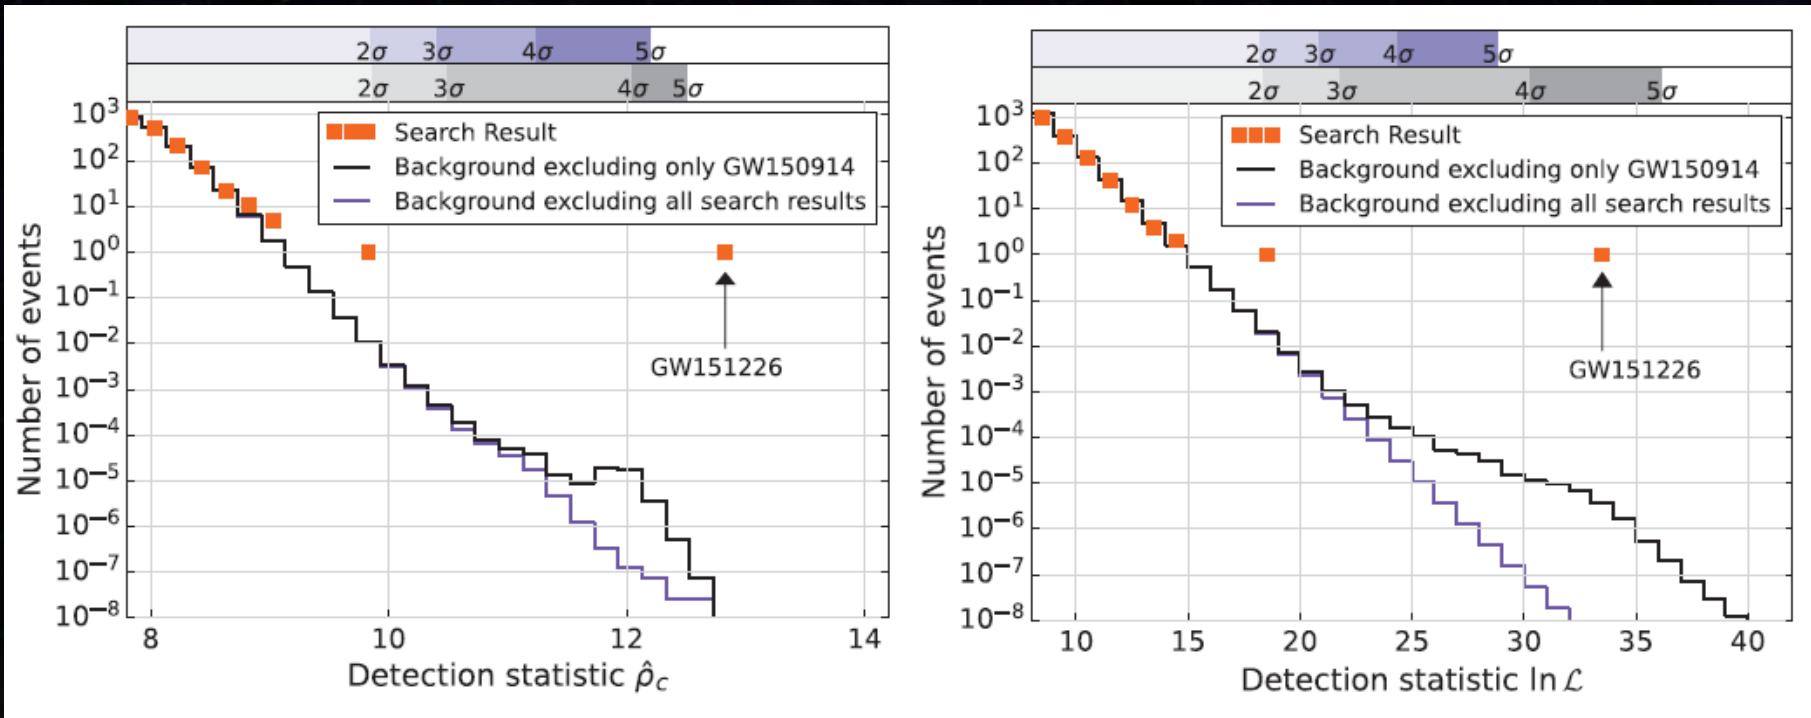 2σ 3σ 4σ 5σ
2σ 3σ 4σ 5σ
10³
10²
10¹
10⁰
10⁻¹
10⁻²
10⁻³
10⁻⁴
10⁻⁵
10⁻⁶
10⁻⁷
10⁻⁸
Number of events
Search Result
Background excluding only GW150914
Background excluding all search results
GW151226
8 10 12 14
Detection statistic ρ̂c
2σ 3σ 4σ 5σ
2σ 3σ 4σ 5σ
10³
10²
10¹
10⁰
10⁻¹
10⁻²
10⁻³
10⁻⁴
10⁻⁵
10⁻⁶
10⁻⁷
10⁻⁸
Number of events
Search Result
Background excluding only GW150914
Background excluding all search results
GW151226
10 15 20 25 30 35 40
Detection statistic ln ℒ